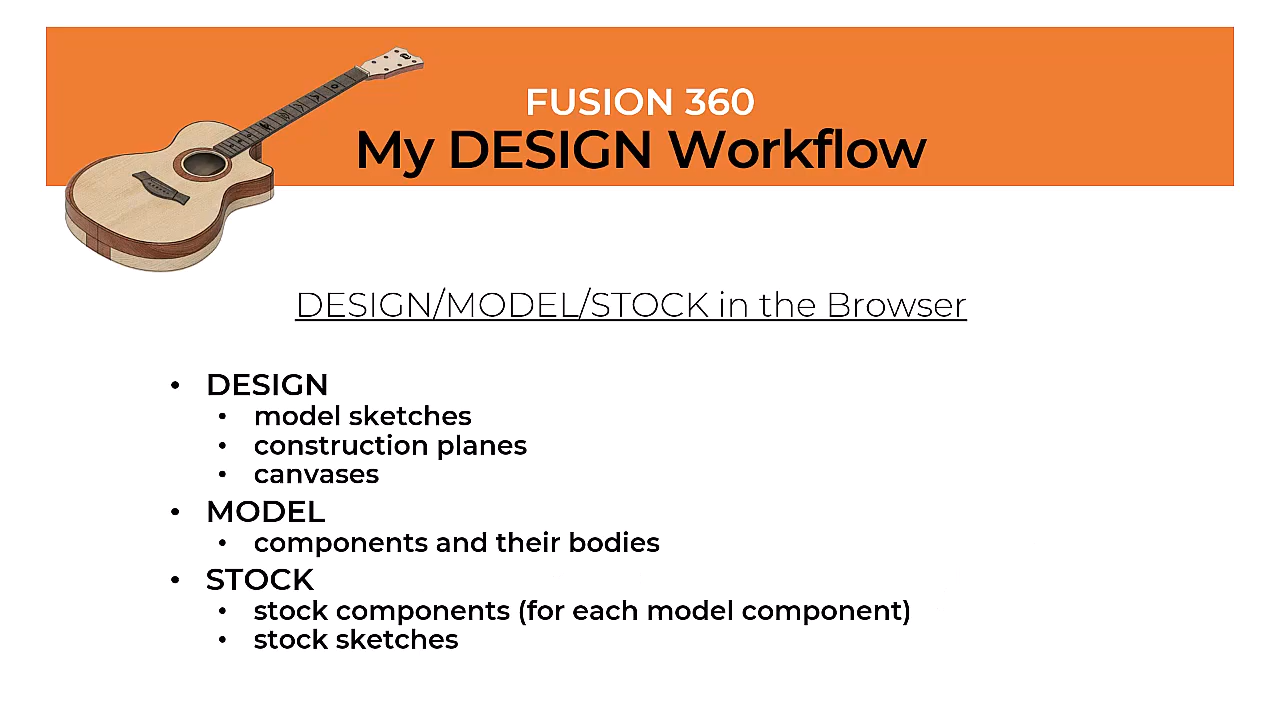 FUSION 360
My DESIGN Workflow
DESIGN/MODEL/STOCK in the Browser
• DESIGN
• model sketches
• construction planes
• canvases
• MODEL
• components and their bodies
• STOCK
• stock components (for each model component)
• stock sketches